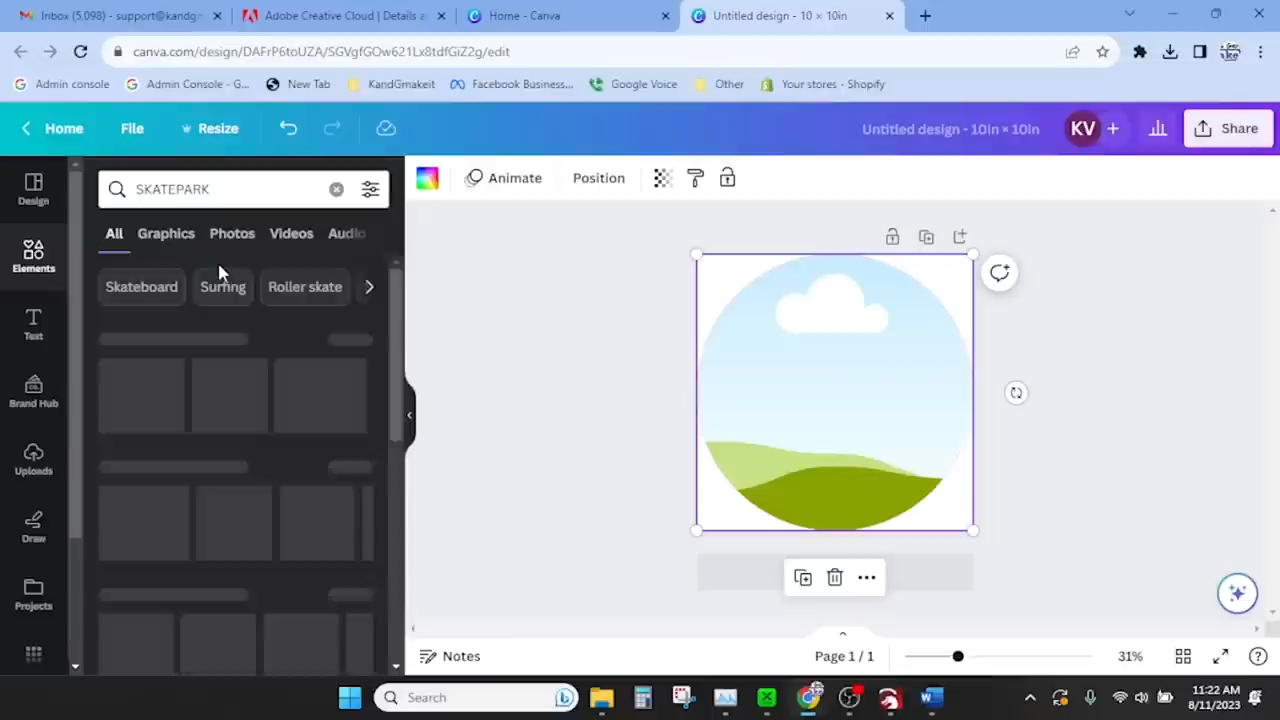 Inbox (5,098) - support@kandgr
Adobe Creative Cloud | Details a
Home - Canva
Untitled design - 10 × 10in
canva.com/design/DAFrP6toUZA/SGVgfGOw621Lx8tdfGiZ2g/edit
Admin console
Admin Console - G...
New Tab
KandGmakeit
Facebook Business...
Google Voice
Other
Your stores · Shopify
Home
File
Resize
Untitled design - 10in × 10in
KV
Share
Design
SKATEPARK
Animate
Position
All
Graphics
Photos
Videos
Audio
Elements
Skateboard
Surfing
Roller skate
Text
Brand Hub
Uploads
Draw
Projects
Notes
Page 1 / 1
31%
Search
11:22 AM
8/11/2023